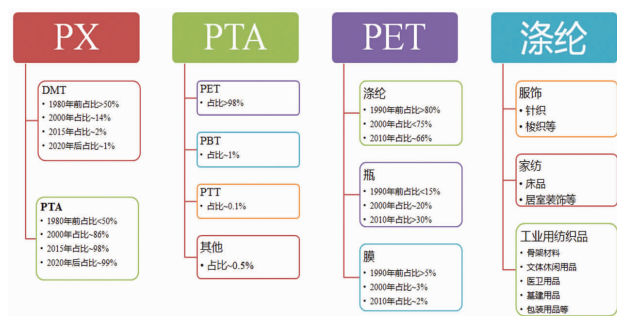 PX
DMT
• 1980年前占比>50%
• 2000年占比~14%
• 2015年占比~2%
• 2020年后占比~1%
PTA
• 1980年前占比<50%
• 2000年占比~86%
• 2015年占比~98%
• 2020年后占比~99%
PTA
PET
• 占比>98%
PBT
• 占比~1%
PTT
• 占比~0.1%
其他
• 占比~0.5%
PET
涤纶
• 1990年前占比>80%
• 2000年占比<75%
• 2010年占比~66%
瓶
• 1990年前占比<15%
• 2000年占比~20%
• 2010年占比>30%
膜
• 1990年前占比>5%
• 2000年占比~3%
• 2010年占比~2%
涤纶
服饰
• 针织
• 梭织等
家纺
• 床品
• 居室装饰等
工业用纺织品
• 骨架材料
• 文体休闲用品
• 医卫用品
• 基建用品
• 包装用品等